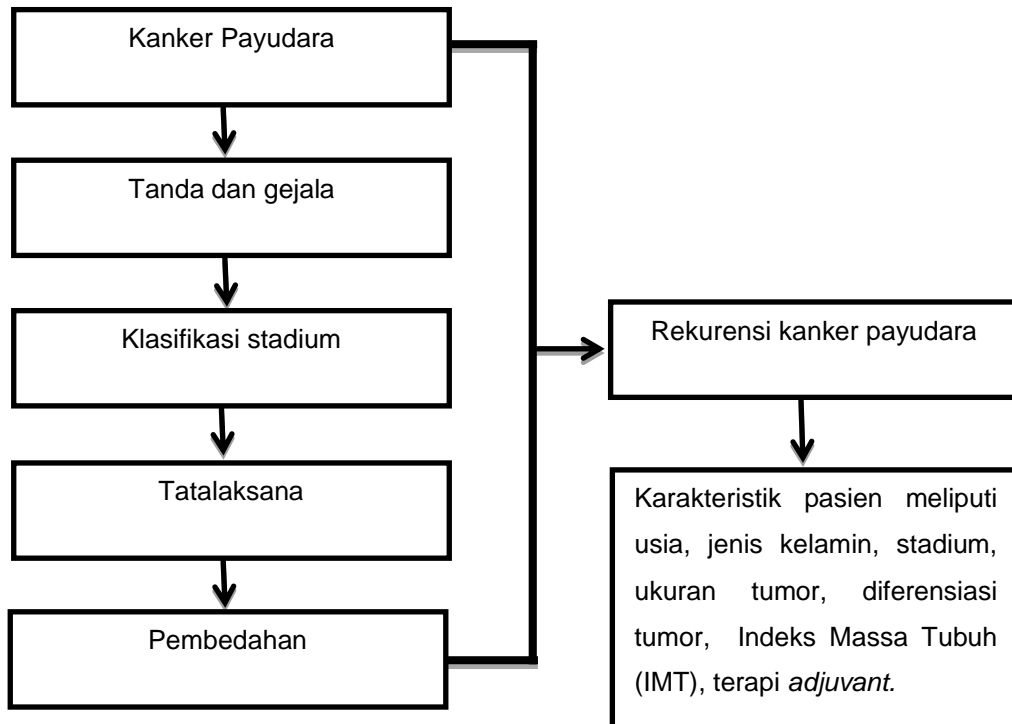 Kanker Payudara
Tanda dan gejala
Klasifikasi stadium
Tatalaksana
Pembedahan
Rekurensi kanker payudara
Karakteristik pasien meliputi
usia, jenis kelamin, stadium,
ukuran tumor, diferensiasi
tumor, Indeks Massa Tubuh
(IMT), terapi adjuvant.